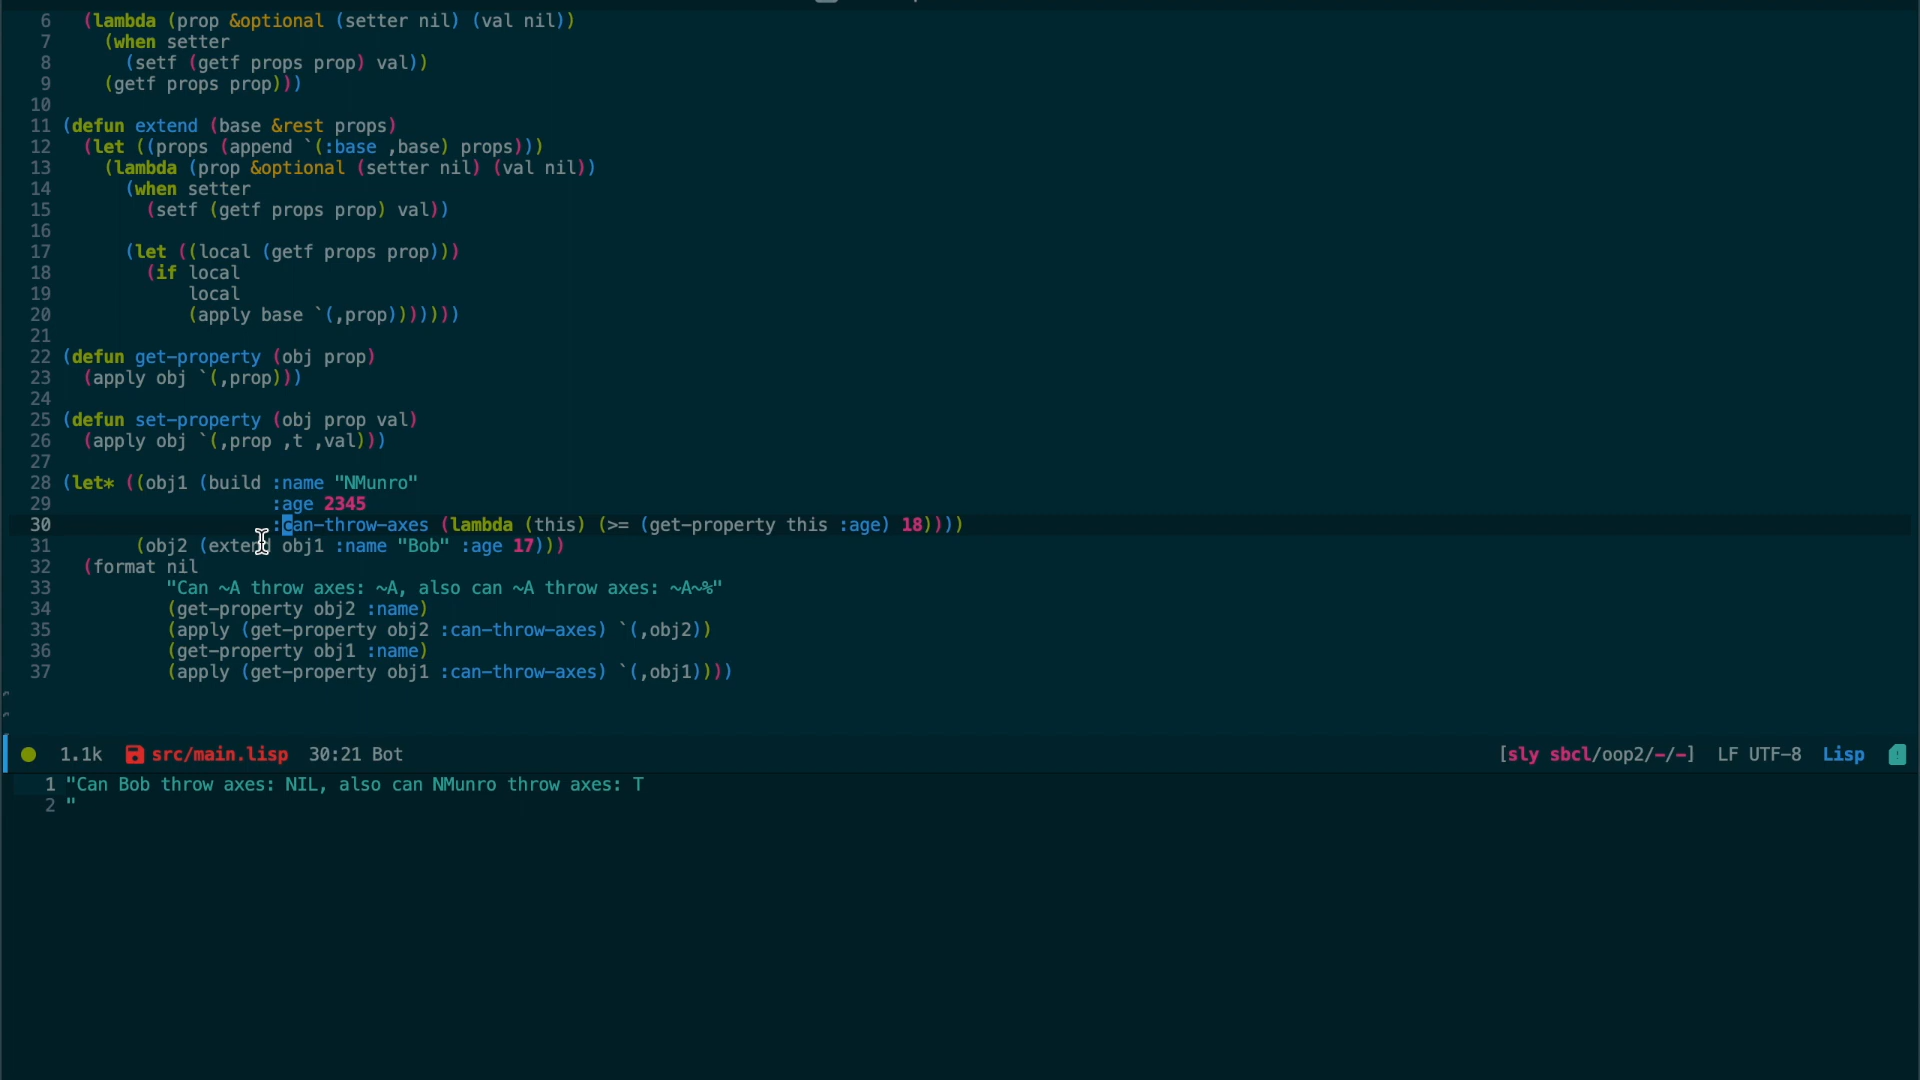 6 (lambda (prop &optional (setter nil) (val nil))
7 (when setter
8 (setf (getf props prop) val))
9 (getf props prop)))
10
11 (defun extend (base &rest props)
12 (let ((props (append `(:base ,base) props)))
13 (lambda (prop &optional (setter nil) (val nil))
14 (when setter
15 (setf (getf props prop) val))
16
17 (let ((local (getf props prop)))
18 (if local
19 local
20 (apply base `(,prop)))))))
21
22 (defun get-property (obj prop)
23 (apply obj `(,prop)))
24
25 (defun set-property (obj prop val)
26 (apply obj `(,prop ,t ,val)))
27
28 (let* ((obj1 (build :name "NMunro"
29 :age 2345
30 :can-throw-axes (lambda (this) (>= (get-property this :age) 18))))
31 (obj2 (extend obj1 :name "Bob" :age 17)))
32 (format nil
33 "Can ~A throw axes: ~A, also can ~A throw axes: ~A~%"
34 (get-property obj2 :name)
35 (apply (get-property obj2 :can-throw-axes) `(,obj2))
36 (get-property obj1 :name)
37 (apply (get-property obj1 :can-throw-axes) `(,obj1))))
1.1k src/main.lisp 30:21 Bot [sly sbcl/oop2/-/-] LF UTF-8 Lisp
1 "Can Bob throw axes: NIL, also can NMunro throw axes: T
2 "